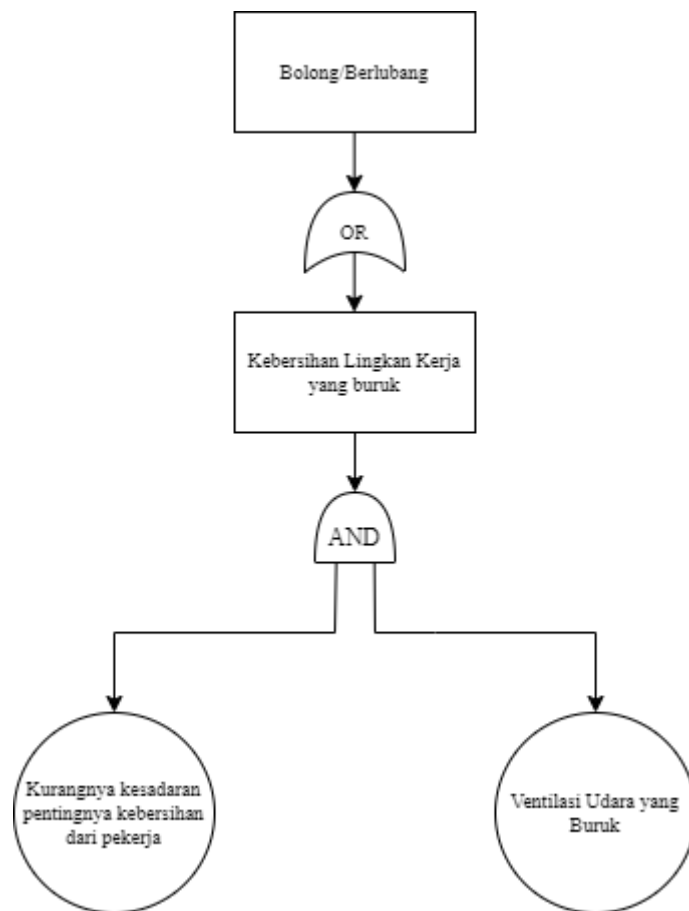 Bolong/Berlubang
OR
Kebersihan Lingkan Kerja
yang buruk
AND
Kurangnya kesadaran
pentingnya kebersihan
dari pekerja
Ventilasi Udara yang
Buruk